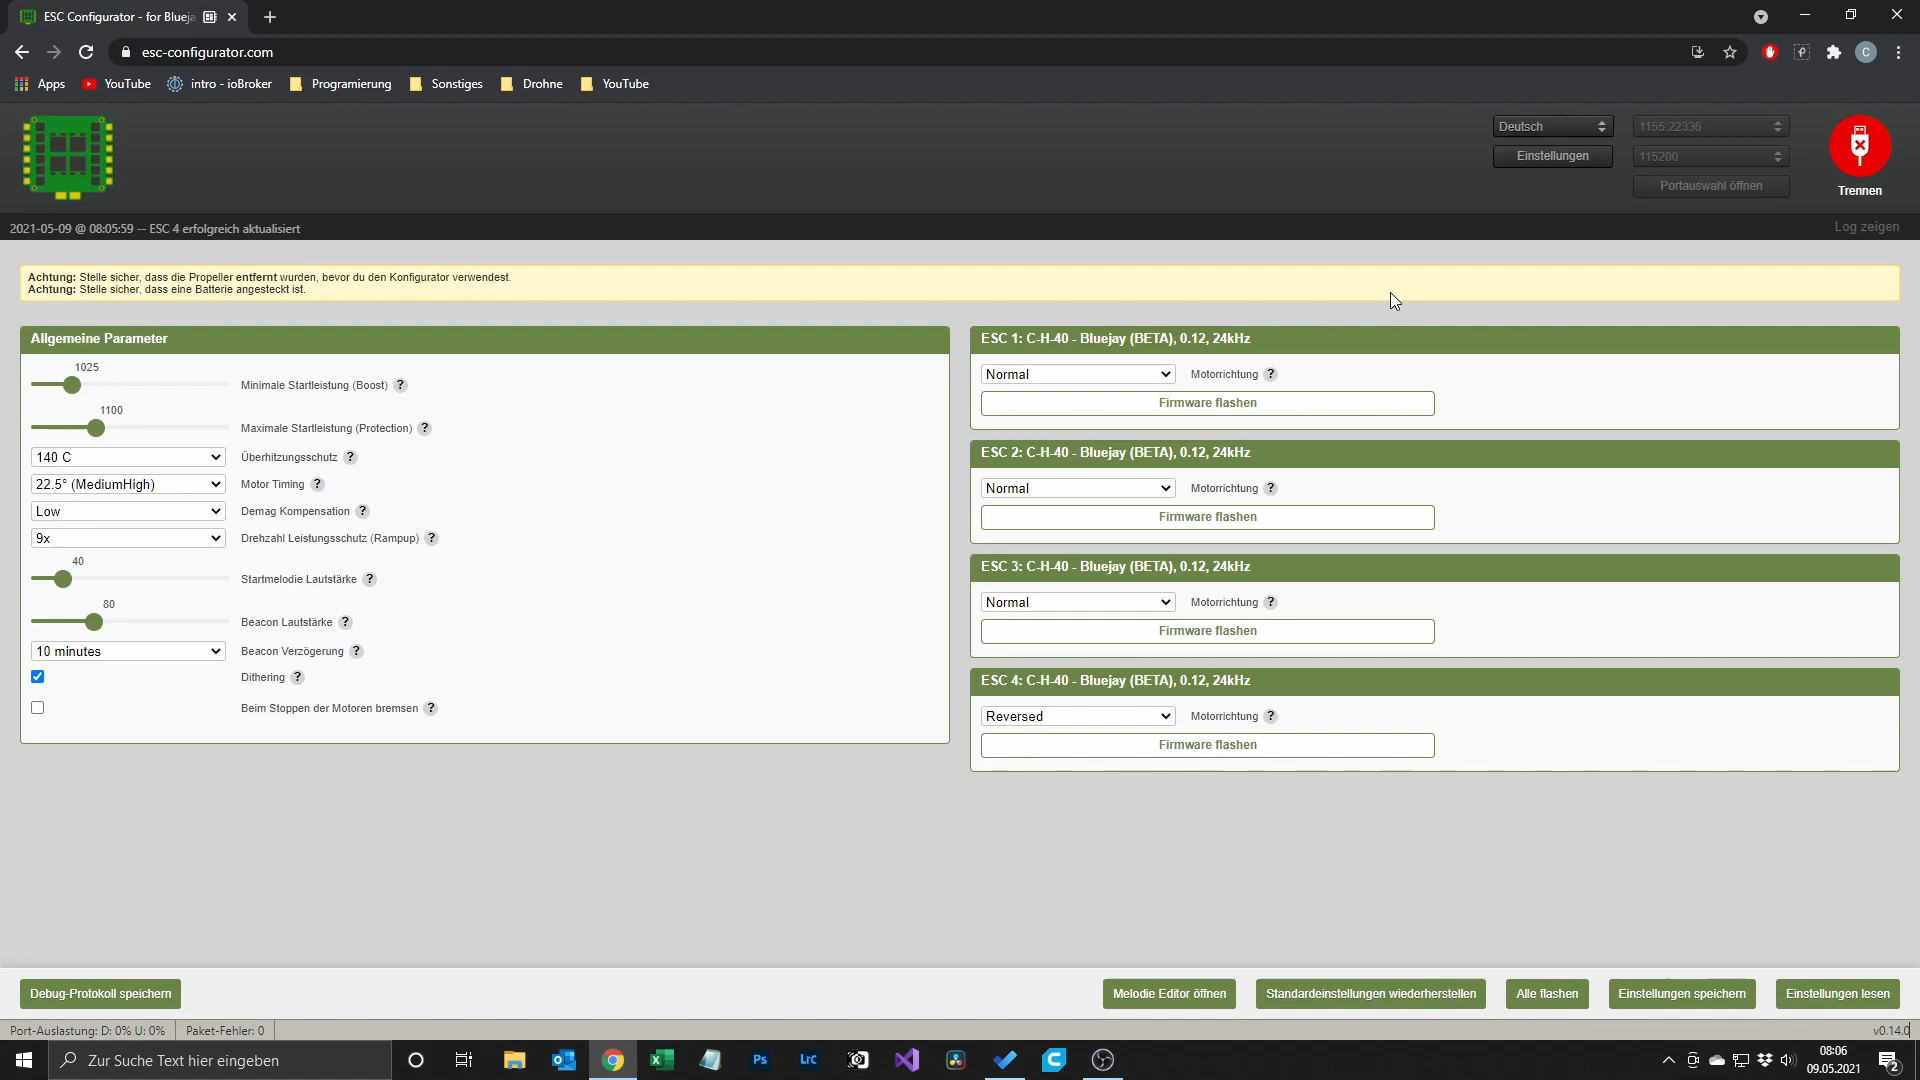 ESC Configurator - for Blueja
esc-configurator.com
C
Apps
YouTube
intro - ioBroker
Programierung
Sonstiges
Drohne
YouTube
Deutsch
1155:22336
Einstellungen
115200
Portauswahl öffnen
Trennen
2021-05-09 @ 08:05:59 -- ESC 4 erfolgreich aktualisiert
Log zeigen
Achtung: Stelle sicher, dass die Propeller entfernt wurden, bevor du den Konfigurator verwendest.
Achtung: Stelle sicher, dass eine Batterie angesteckt ist.
Allgemeine Parameter
1025
Minimale Startleistung (Boost) ?
1100
Maximale Startleistung (Protection) ?
140 C Überhitzungsschutz ?
22.5° (MediumHigh) Motor Timing ?
Low Demag Kompensation ?
9x Drehzahl Leistungsschutz (Rampup) ?
40
Startmelodie Lautstärke ?
80
Beacon Lautstärke ?
10 minutes Beacon Verzögerung ?
Dithering ?
Beim Stoppen der Motoren bremsen ?
ESC 1: C-H-40 - Bluejay (BETA), 0.12, 24kHz
Normal Motorrichtung ?
Firmware flashen
ESC 2: C-H-40 - Bluejay (BETA), 0.12, 24kHz
Normal Motorrichtung ?
Firmware flashen
ESC 3: C-H-40 - Bluejay (BETA), 0.12, 24kHz
Normal Motorrichtung ?
Firmware flashen
ESC 4: C-H-40 - Bluejay (BETA), 0.12, 24kHz
Reversed Motorrichtung ?
Firmware flashen
Debug-Protokoll speichern
Melodie Editor öffnen
Standardeinstellungen wiederherstellen
Alle flashen
Einstellungen speichern
Einstellungen lesen
Port-Auslastung: D: 0% U: 0%
Paket-Fehler: 0
v0.14.0
Zur Suche Text hier eingeben
Ps
Lrc
08:06
09.05.2021
2